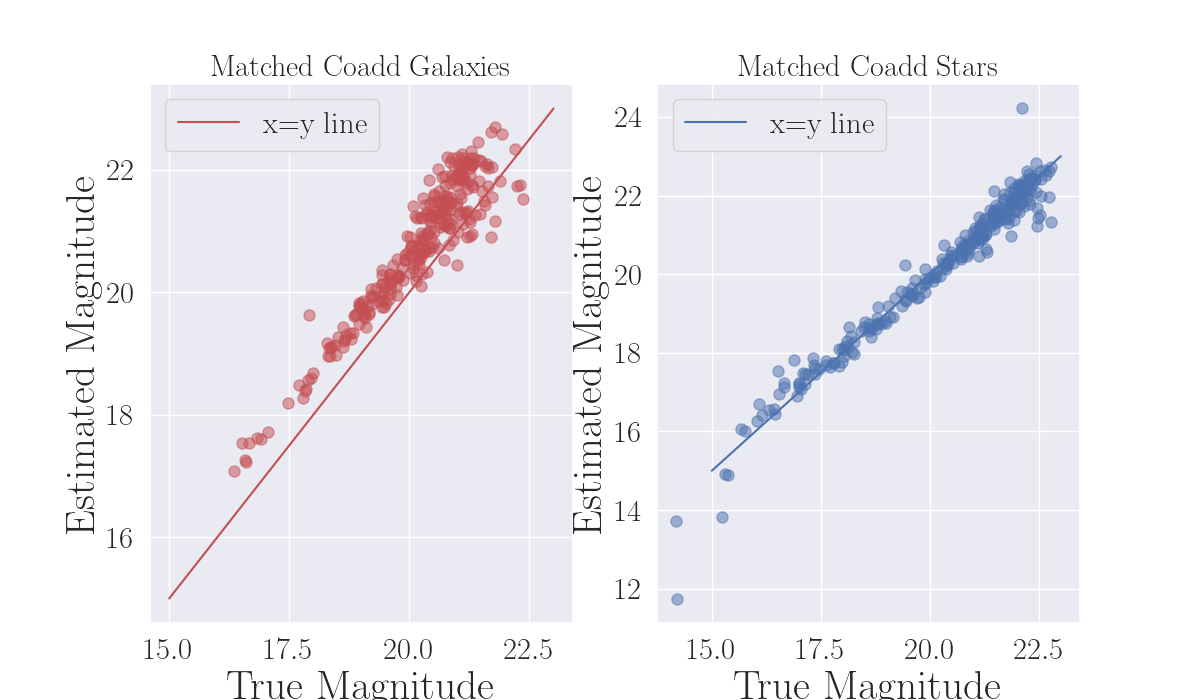 Matched Coadd Galaxies
x=y line
Estimated Magnitude
22
20
18
16
15.0 17.5 20.0 22.5
True Magnitude
Matched Coadd Stars
x=y line
Estimated Magnitude
24
22
20
18
16
14
12
15.0 17.5 20.0 22.5
True Magnitude